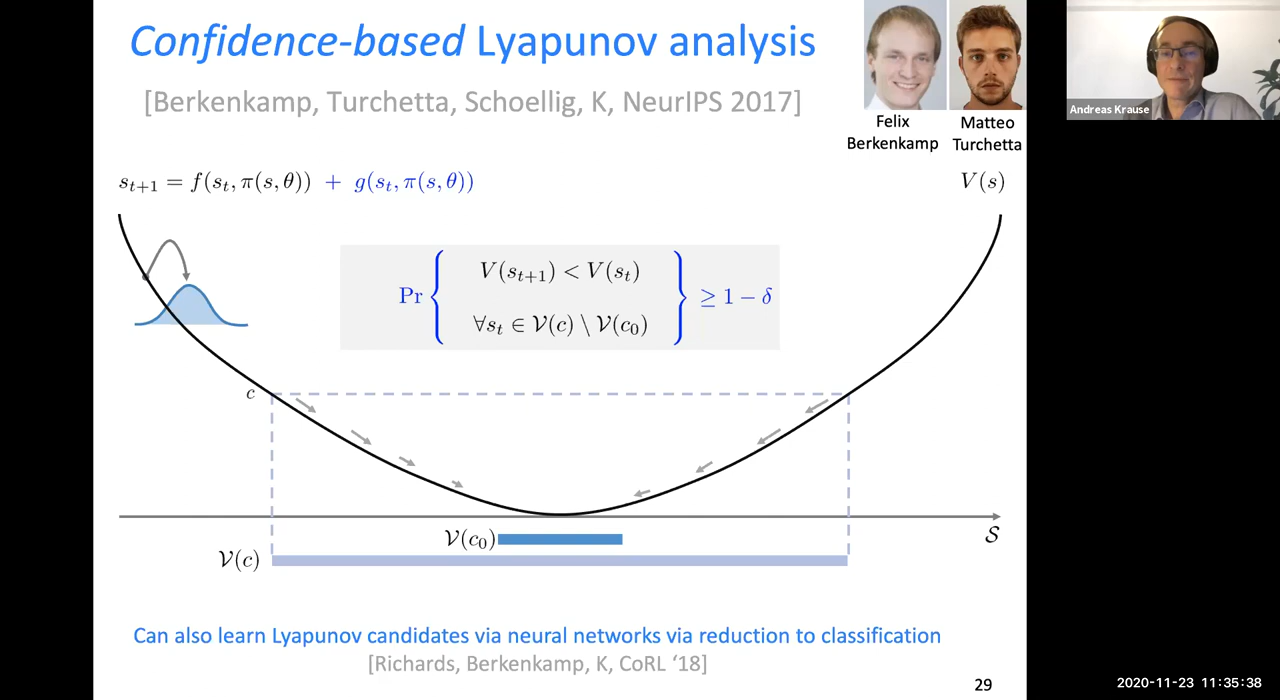 Confidence-based Lyapunov analysis
[Berkenkamp, Turchetta, Schoellig, K, NeurIPS 2017]
Felix
Berkenkamp
Matteo
Turchetta
Andreas Krause
s_{t+1} = f(s_t, π(s, θ)) + g(s_t, π(s, θ))
V(s)
Pr { V(s_{t+1}) < V(s_t)
∀s_t ∈ 𝒱(c) \ 𝒱(c_0) } ≥ 1 − δ
c
𝒱(c_0)
𝒮
𝒱(c)
Can also learn Lyapunov candidates via neural networks via reduction to classification
[Richards, Berkenkamp, K, CoRL ‘18]
29
2020-11-23 11:35:38